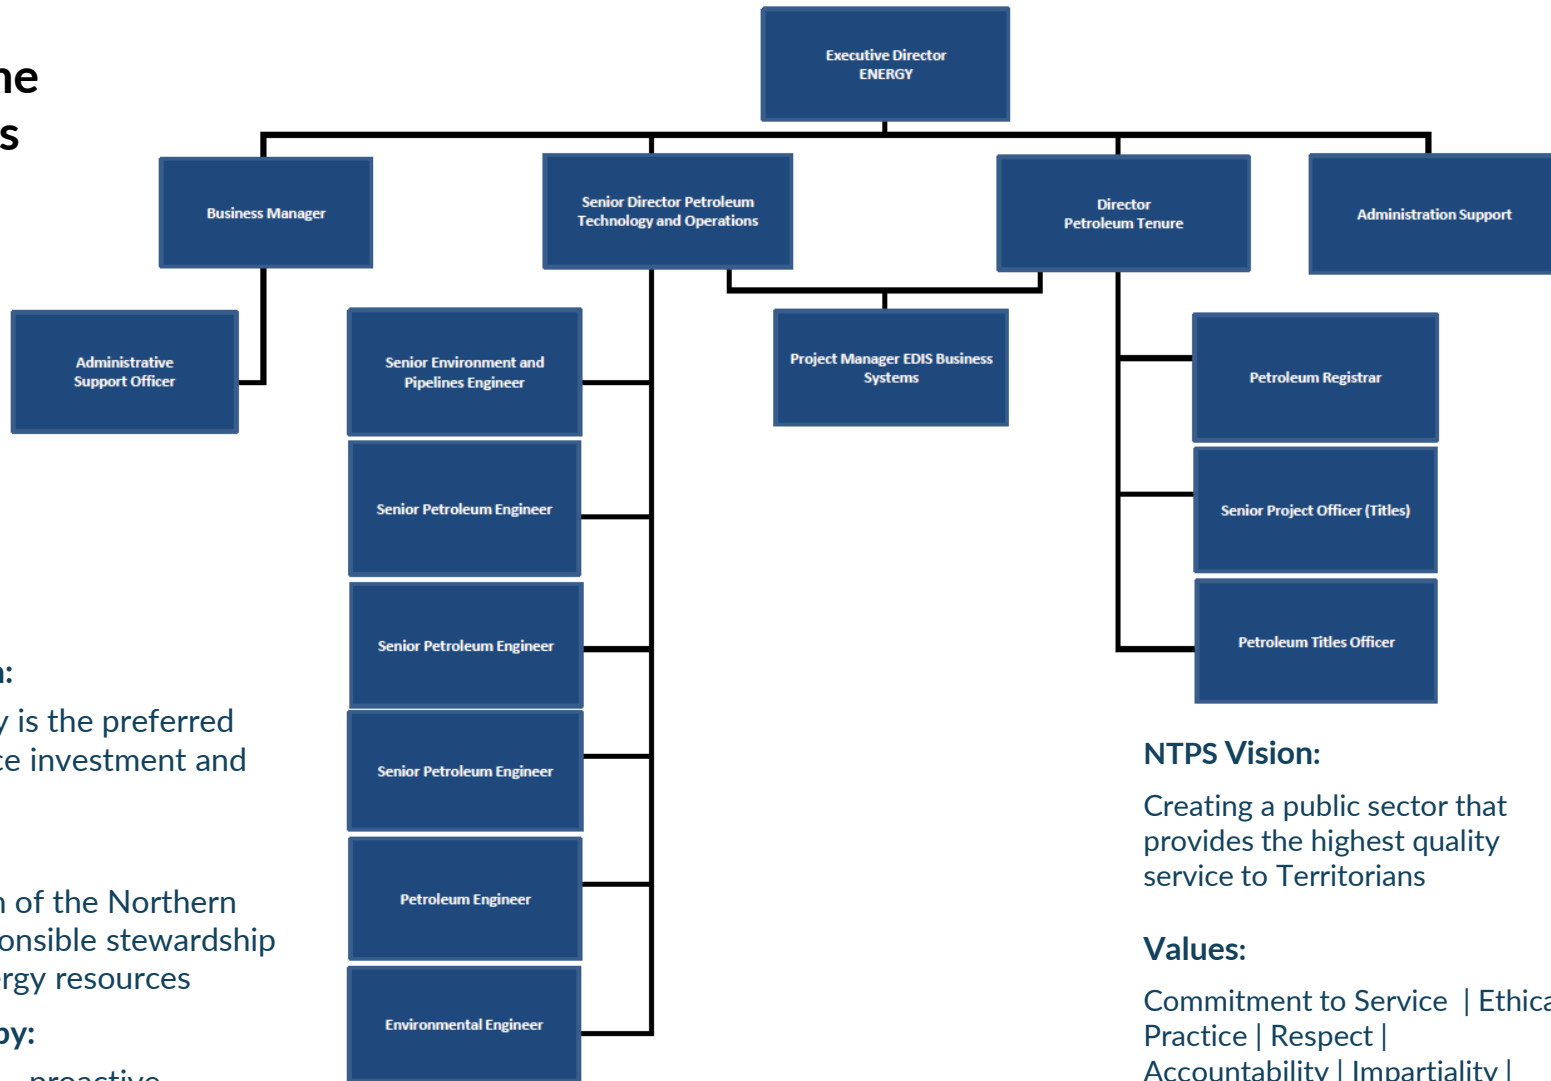 ne
s
Executive Director
ENERGY
Business Manager
Senior Director Petroleum
Technology and Operations
Director
Petroleum Tenure
Administration Support
Administrative
Support Officer
Senior Environment and
Pipelines Engineer
Senior Petroleum Engineer
Senior Petroleum Engineer
Senior Petroleum Engineer
Petroleum Engineer
Environmental Engineer
Project Manager EDIS Business
Systems
Petroleum Registrar
Senior Project Officer (Titles)
Petroleum Titles Officer
y is the preferred
ce investment and
n of the Northern
onsible stewardship
ergy resources
by:
proactive
NTPS Vision:
Creating a public sector that
provides the highest quality
service to Territorians
Values:
Commitment to Service | Ethica
Practice | Respect |
Accountability | Impartiality |